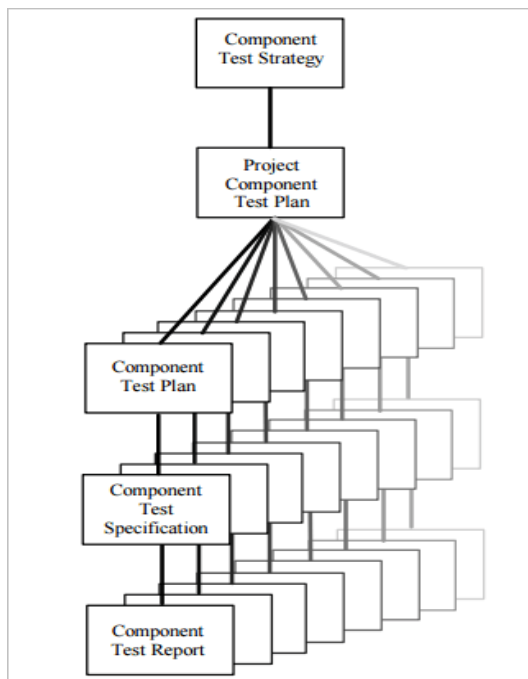 Component
Test Strategy
Project
Component
Test Plan
Component
Test Plan
Component
Test
Specification
Component
Test Report